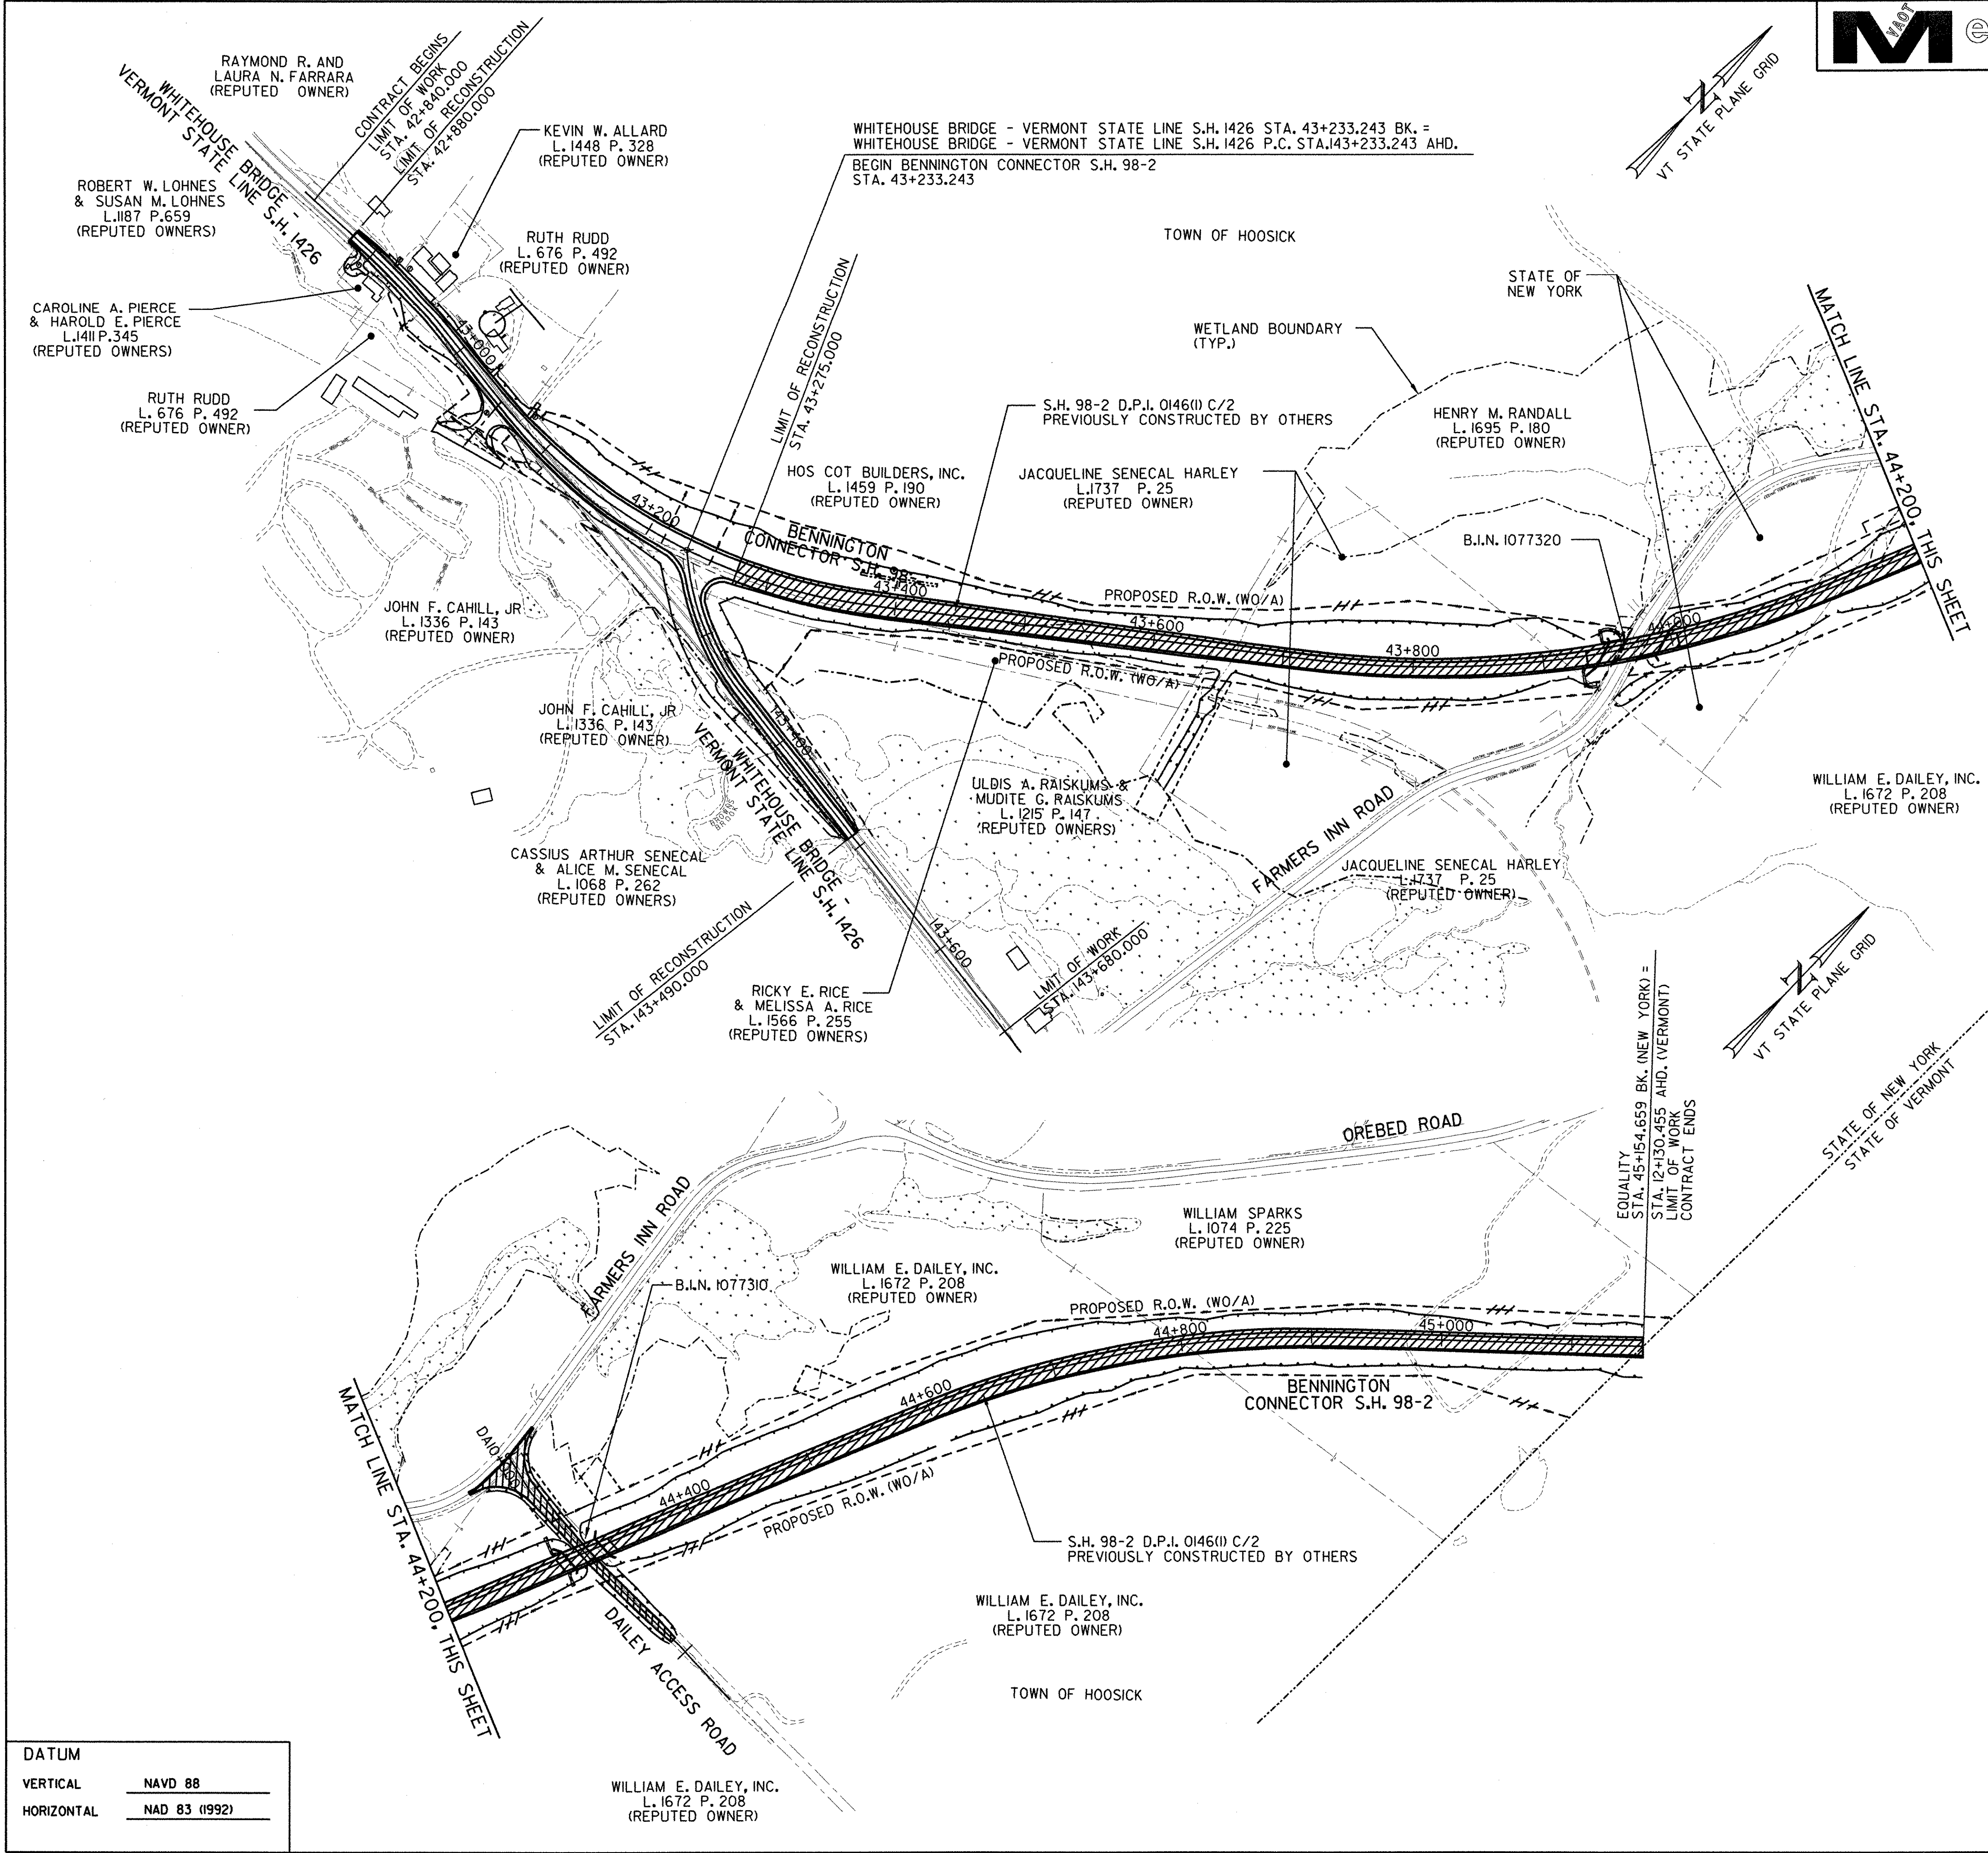 VAOT
M
e
RAYMOND R. AND
LAURA N. FARRARA
(REPUTED OWNER)
WHITEHOUSE BRIDGE -
VERMONT STATE LINE S.H. 1426
CONTRACT BEGINS
LIMIT OF WORK
STA. 42+840.000
LIMIT OF RECONSTRUCTION
STA. 42+880.000
KEVIN W. ALLARD
L. 1448 P. 328
(REPUTED OWNER)
WHITEHOUSE BRIDGE - VERMONT STATE LINE S.H. 1426 STA. 43+233.243 BK. =
WHITEHOUSE BRIDGE - VERMONT STATE LINE S.H. 1426 P.C. STA.143+233.243 AHD.
BEGIN BENNINGTON CONNECTOR S.H. 98-2
STA. 43+233.243
VT STATE PLANE GRID
N
ROBERT W. LOHNES
& SUSAN M. LOHNES
L.1187 P.659
(REPUTED OWNERS)
RUTH RUDD
L. 676 P. 492
(REPUTED OWNER)
TOWN OF HOOSICK
STATE OF
NEW YORK
CAROLINE A. PIERCE
& HAROLD E. PIERCE
L.1411 P.345
(REPUTED OWNERS)
LIMIT OF RECONSTRUCTION
STA. 43+275.000
WETLAND BOUNDARY
(TYP.)
MATCH LINE STA. 44+200, THIS SHEET
43+000
RUTH RUDD
L. 676 P. 492
(REPUTED OWNER)
S.H. 98-2 D.P.I. 0146(1) C/2
PREVIOUSLY CONSTRUCTED BY OTHERS
HENRY M. RANDALL
L. 1695 P. 180
(REPUTED OWNER)
HOS COT BUILDERS, INC.
L. 1459 P. 190
(REPUTED OWNER)
JACQUELINE SENECAL HARLEY
L.1737 P. 25
(REPUTED OWNER)
43+200
BENNINGTON
CONNECTOR S.H. 98-
B.I.N. 1077320
43+400
PROPOSED R.O.W. (WO/A)
43+600
43+800
44+000
JOHN F. CAHILL, JR.
L. 1336 P. 143
(REPUTED OWNER)
PROPOSED R.O.W. (WO/A)
JOHN F. CAHILL, JR
L. 1336 P. 143
(REPUTED OWNER)
143+400
WHITEHOUSE BRIDGE -
VERMONT STATE LINE S.H. 1426
BROWNS
BROOK
ULDIS A. RAISKUMS &
MUDITE G. RAISKUMS
L. 1215 P. 147
(REPUTED OWNERS)
WILLIAM E. DAILEY, INC.
L. 1672 P. 208
(REPUTED OWNER)
FARMERS INN ROAD
CASSIUS ARTHUR SENECAL
& ALICE M. SENECAL
L. 1068 P. 262
(REPUTED OWNERS)
JACQUELINE SENECAL HARLEY
L.1737 P. 25
(REPUTED OWNER)
LIMIT OF RECONSTRUCTION
STA. 143+490.000
143+600
LMIT OF WORK
STA. 143+680.000
RICKY E. RICE
& MELISSA A. RICE
L. 1566 P. 255
(REPUTED OWNERS)
VT STATE PLANE GRID
N
EQUALITY
STA. 45+154.659 BK. (NEW YORK) =
STA. 12+130.455 AHD. (VERMONT)
LIMIT OF WORK
CONTRACT ENDS
STATE OF NEW YORK
STATE OF VERMONT
OREBED ROAD
FARMERS INN ROAD
WILLIAM SPARKS
L. 1074 P. 225
(REPUTED OWNER)
B.I.N. 1077310
WILLIAM E. DAILEY, INC.
L. 1672 P. 208
(REPUTED OWNER)
PROPOSED R.O.W. (WO/A)
44+800
45+000
44+600
BENNINGTON
CONNECTOR S.H. 98-2
MATCH LINE STA. 44+200, THIS SHEET
44+400
PROPOSED R.O.W. (WO/A)
S.H. 98-2 D.P.I. 0146(1) C/2
PREVIOUSLY CONSTRUCTED BY OTHERS
WILLIAM E. DAILEY, INC.
L. 1672 P. 208
(REPUTED OWNER)
DAILEY ACCESS ROAD
TOWN OF HOOSICK
WILLIAM E. DAILEY, INC.
L. 1672 P. 208
(REPUTED OWNER)
DATUM
VERTICAL NAVD 88
HORIZONTAL NAD 83 (1992)